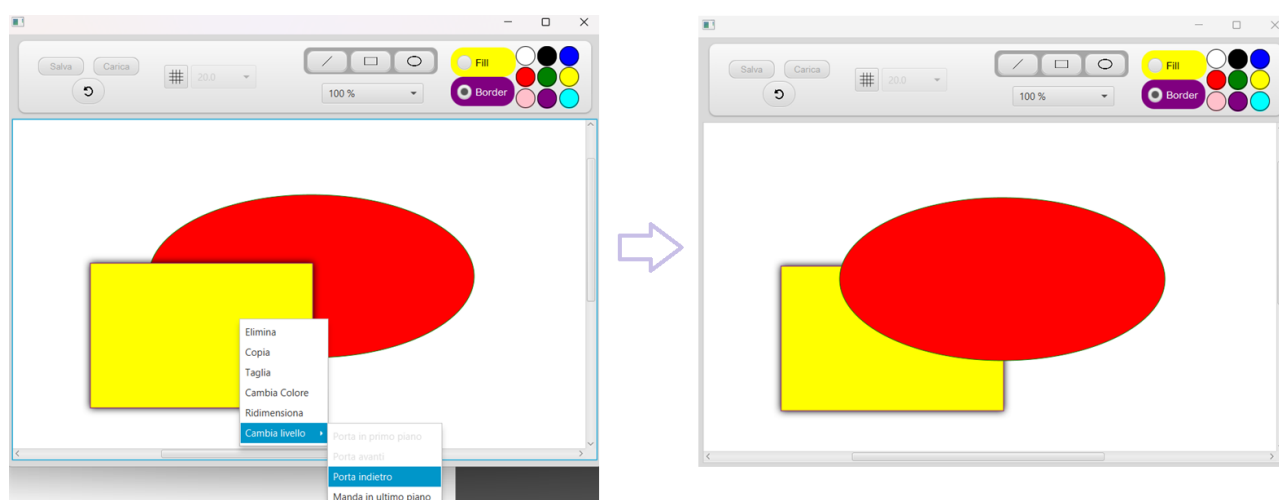 Salva
Carica
20.0
100 %
Fill
Border
Elimina
Copia
Taglia
Cambia Colore
Ridimensiona
Cambia livello
Porta in primo piano
Porta avanti
Porta indietro
Manda in ultimo piano
Salva
Carica
20.0
100 %
Fill
Border